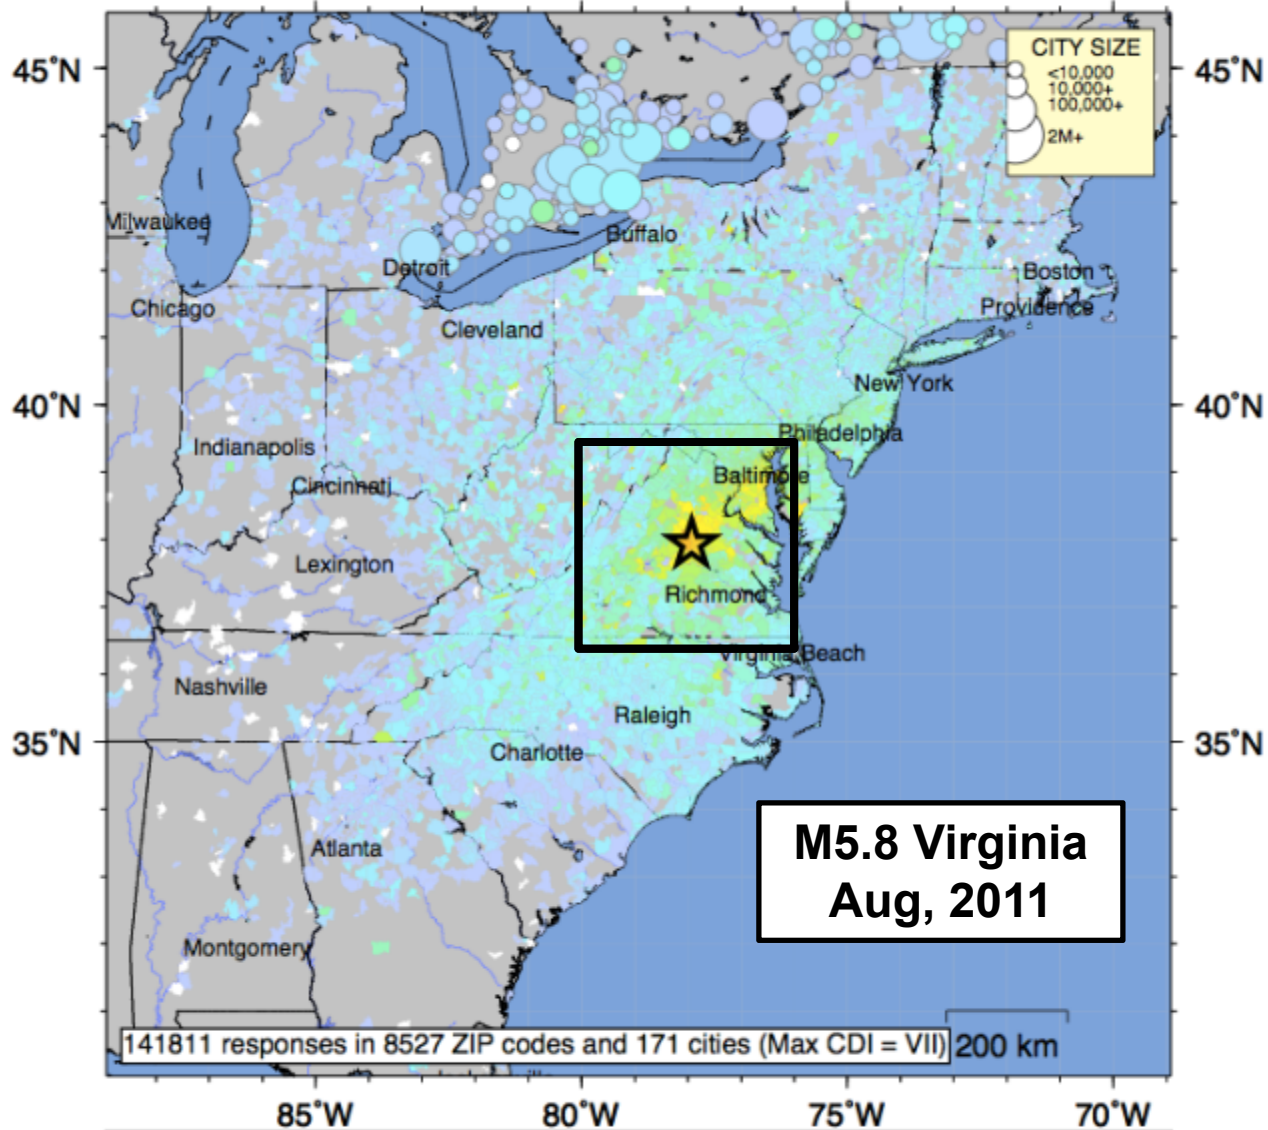 CITY SIZE
<10,000
10,000+
100,000+
2M+
45°N
45°N
Milwaukee
Buffalo
Detroit
Boston
Chicago
Providence
Cleveland
New York
40°N
40°N
Philadelphia
Indianapolis
Baltimore
Cincinnati
Lexington
Richmond
Virginia Beach
Nashville
Raleigh
35°N
35°N
Charlotte
M5.8 Virginia
Aug, 2011
Atlanta
Montgomery
141811 responses in 8527 ZIP codes and 171 cities (Max CDI = VII)
200 km
85°W
80°W
75°W
70°W